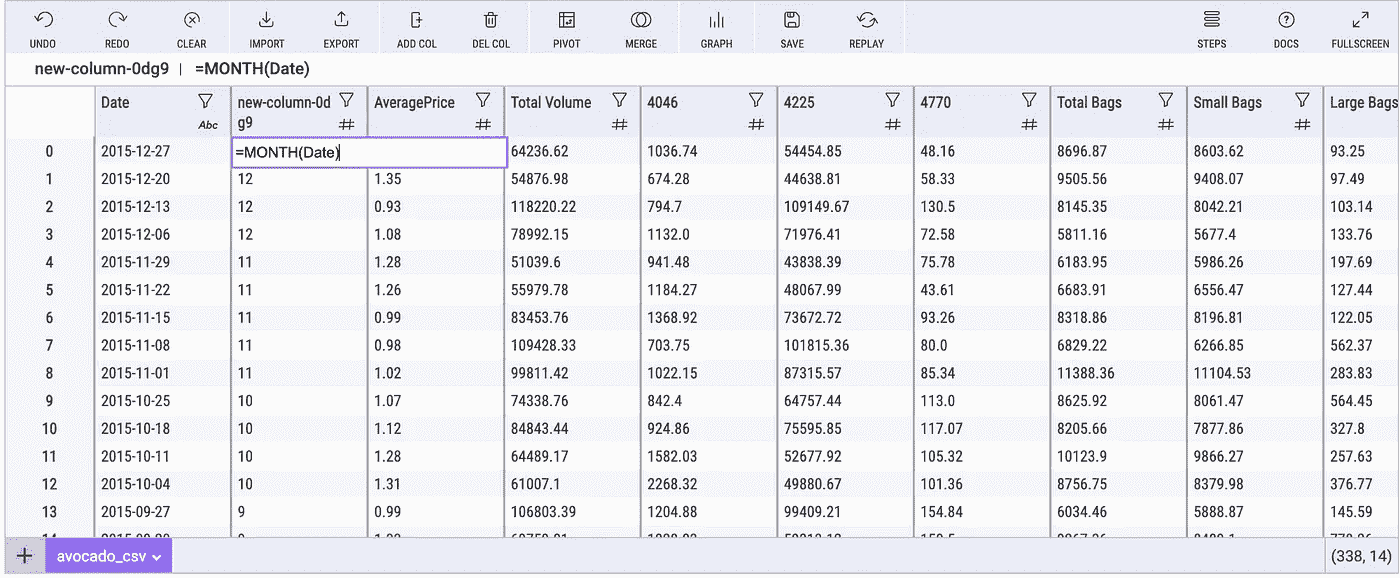 UNDO REDO CLEAR IMPORT EXPORT ADD COL DEL COL PIVOT MERGE GRAPH SAVE REPLAY STEPS DOCS FULLSCREEN
new-column-0dg9 | =MONTH(Date)
Date new-column-0d AveragePrice Total Volume 4046 4225 4770 Total Bags Small Bags Large Bags
Abc g9 # # # # # # # #
0 2015-12-27 =MONTH(Date) 64236.62 1036.74 54454.85 48.16 8696.87 8603.62 93.25
1 2015-12-20 12 1.35 54876.98 674.28 44638.81 58.33 9505.56 9408.07 97.49
2 2015-12-13 12 0.93 118220.22 794.7 109149.67 130.5 8145.35 8042.21 103.14
3 2015-12-06 12 1.08 78992.15 1132.0 71976.41 72.58 5811.16 5677.4 133.76
4 2015-11-29 11 1.28 51039.6 941.48 43838.39 75.78 6183.95 5986.26 197.69
5 2015-11-22 11 1.26 55979.78 1184.27 48067.99 43.61 6683.91 6556.47 127.44
6 2015-11-15 11 0.99 83453.76 1368.92 73672.72 93.26 8318.86 8196.81 122.05
7 2015-11-08 11 0.98 109428.33 703.75 101815.36 80.0 6829.22 6266.85 562.37
8 2015-11-01 11 1.02 99811.42 1022.15 87315.57 85.34 11388.36 11104.53 283.83
9 2015-10-25 10 1.07 74338.76 842.4 64757.44 113.0 8625.92 8061.47 564.45
10 2015-10-18 10 1.12 84843.44 924.86 75595.85 117.07 8205.66 7877.86 327.8
11 2015-10-11 10 1.28 64489.17 1582.03 52677.92 105.32 10123.9 9866.27 257.63
12 2015-10-04 10 1.31 61007.1 2268.32 49880.67 101.36 8756.75 8379.98 376.77
13 2015-09-27 9 0.99 106803.39 1204.88 99409.21 154.84 6034.46 5888.87 145.59
+ avocado_csv (338, 14)